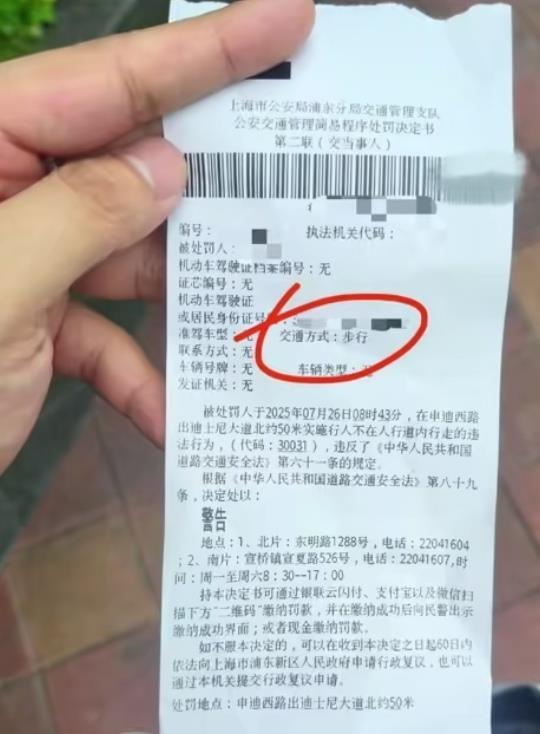 上海市公安局浦东分局交通管理支队
公安交通管理简易程序处罚决定书
第二联（交当事人）
编号：
执法机关代码：
被处罚人：
机动车驾驶证档案编号：无
证芯编号：无
机动车驾驶证
或居民身份证号
准驾车型：无 交通方式：步行
联系方式：无
车辆号牌：无 车辆类型：无
发证机关：无
被处罚人于2025年07月26日08时43分，在申迪西路
出迪士尼大道北约50米实施行人不在人行道内行走的违
法行为，（代码：30031），违反了《中华人民共和国
道路交通安全法》第六十一条的规定。
根据《中华人民共和国道路交通安全法》第八十九
条，决定处以：
警告
地点：1、北片：东明路1288号，电话：22041604
；2、南片：宣桥镇宣夏路526号，电话：22041607,时
间：周一至周六8：30--17：00
持本决定书可通过银联云闪付、支付宝以及微信扫
描下方"二维码"缴纳罚款，并在缴纳成功后向民警出示
缴纳成功界面；或者现金缴纳罚款。
如不服本决定的，可以在收到本决定之日起60日内
依法向上海市浦东新区人民政府申请行政复议，也可以
通过本机关提交行政复议申请。
处罚地点：申迪西路出迪士尼大道北约50米